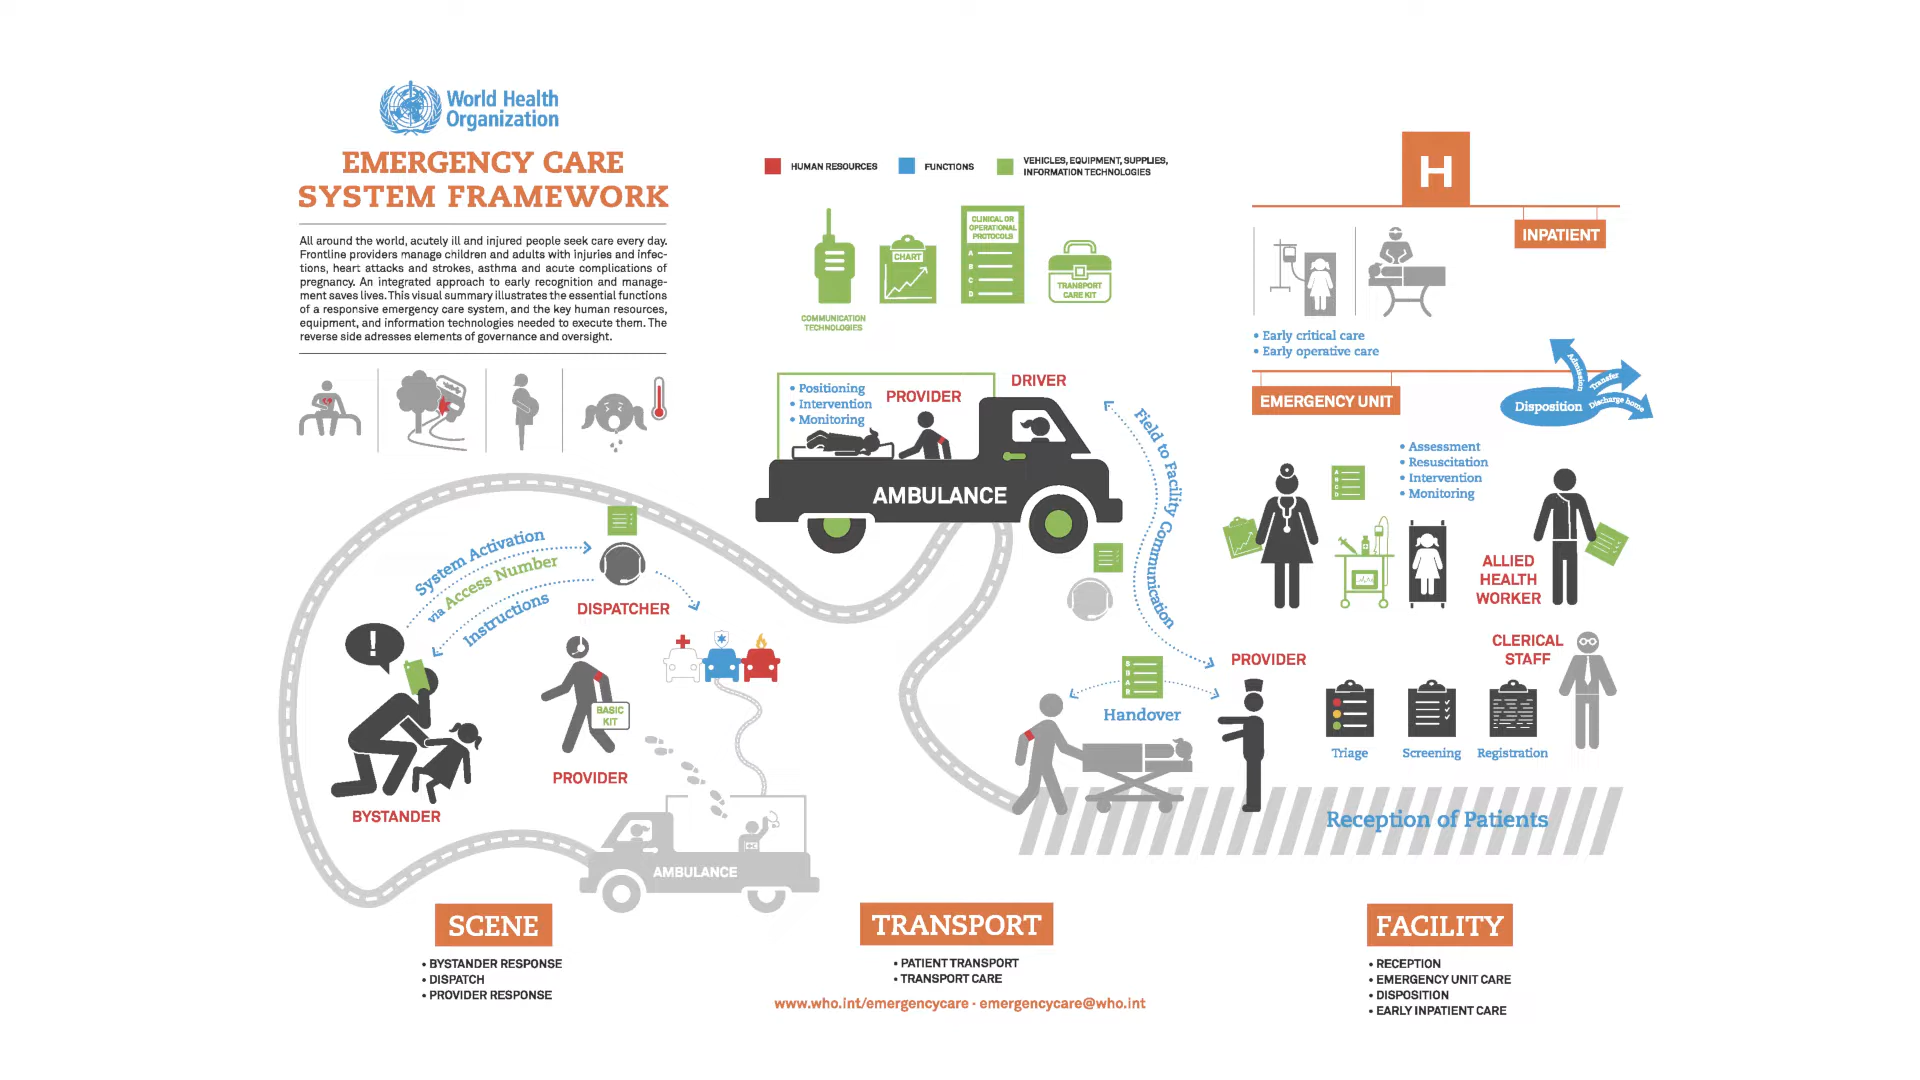 World Health
Organization
EMERGENCY CARE
SYSTEM FRAMEWORK
All around the world, acutely ill and injured people seek care every day.
Frontline providers manage children and adults with injuries and infec-
tions, heart attacks and strokes, asthma and acute complications of
pregnancy. An integrated approach to early recognition and manage-
ment saves lives. This visual summary illustrates the essential functions
of a responsive emergency care system, and the key human resources,
equipment, and information technologies needed to execute them. The
reverse side adresses elements of governance and oversight.
HUMAN RESOURCES
FUNCTIONS
VEHICLES, EQUIPMENT, SUPPLIES,
INFORMATION TECHNOLOGIES
COMMUNICATION
TECHNOLOGIES
CHART
CLINICAL OR
OPERATIONAL
PROTOCOLS
A
B
C
D
TRANSPORT
CARE KIT
• Positioning
• Intervention
• Monitoring
PROVIDER
DRIVER
AMBULANCE
Field to Facility Communication
System Activation
via Access Number
Instructions
DISPATCHER
!
BYSTANDER
BASIC
KIT
PROVIDER
AMBULANCE
S
B
A
R
Handover
PROVIDER
H
INPATIENT
• Early critical care
• Early operative care
EMERGENCY UNIT
Disposition
Admission
Transfer
Discharge home
• Assessment
• Resuscitation
• Intervention
• Monitoring
A
B
C
D
ALLIED
HEALTH
WORKER
CLERICAL
STAFF
Triage
Screening
Registration
Reception of Patients
SCENE
• BYSTANDER RESPONSE
• DISPATCH
• PROVIDER RESPONSE
TRANSPORT
• PATIENT TRANSPORT
• TRANSPORT CARE
www.who.int/emergencycare · emergencycare@who.int
FACILITY
• RECEPTION
• EMERGENCY UNIT CARE
• DISPOSITION
• EARLY INPATIENT CARE